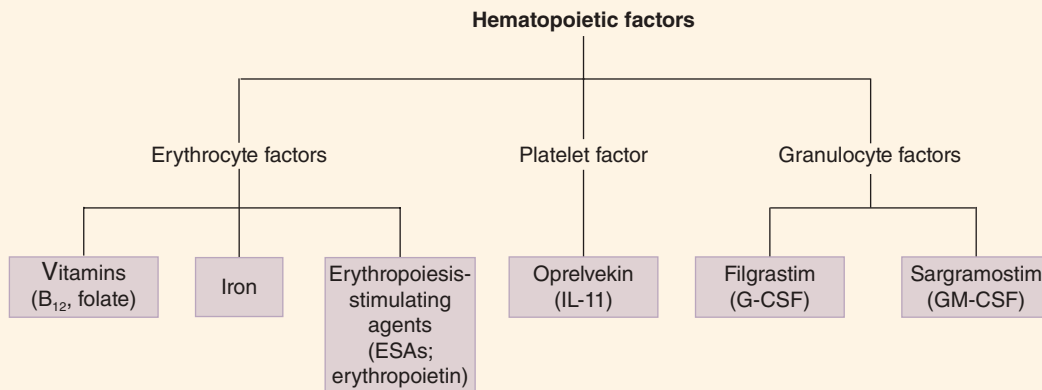 Hematopoietic factors
Erythrocyte factors
Platelet factor
Granulocyte factors
Vitamins
(B₁₂, folate)
Iron
Erythropoiesis-
stimulating
agents
(ESAs;
erythropoietin)
Oprelvekin
(IL-11)
Filgrastim
(G-CSF)
Sargramostim
(GM-CSF)